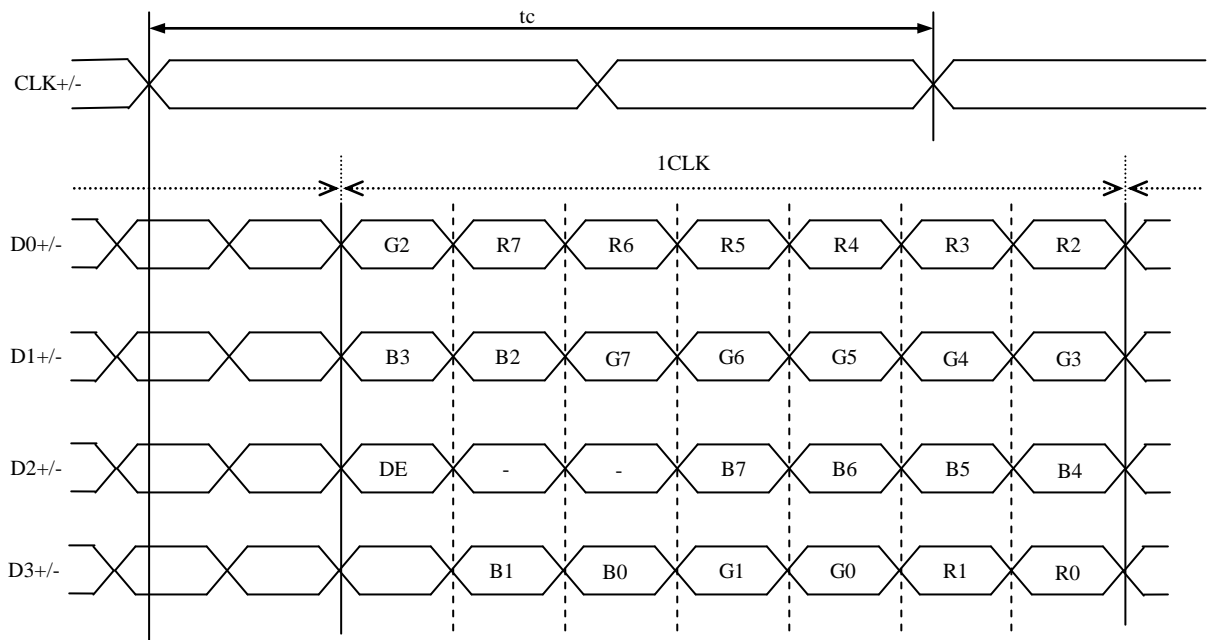 tc
CLK+/-
1CLK
D0+/- G2 R7 R6 R5 R4 R3 R2
D1+/- B3 B2 G7 G6 G5 G4 G3
D2+/- DE - - B7 B6 B5 B4
D3+/- B1 B0 G1 G0 R1 R0